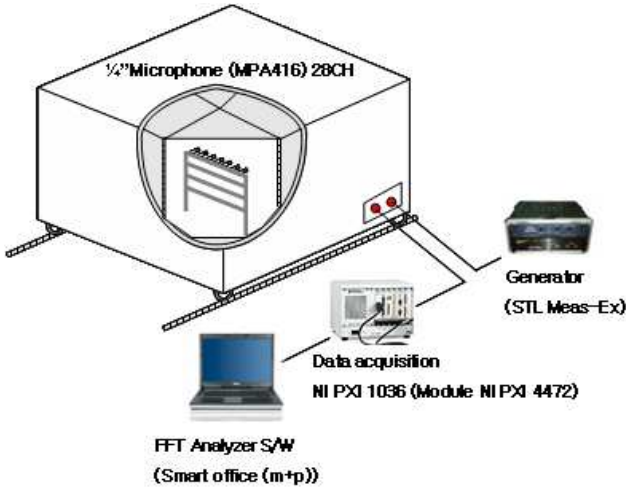 ¼"Microphone (MPA416) 28CH
Generator
(STL Meas-Ex)
Data acquisition
NI PXI 1036 (Module NI PXI 4472)
FFT Analyzer S/W
(Smart office (m+p))